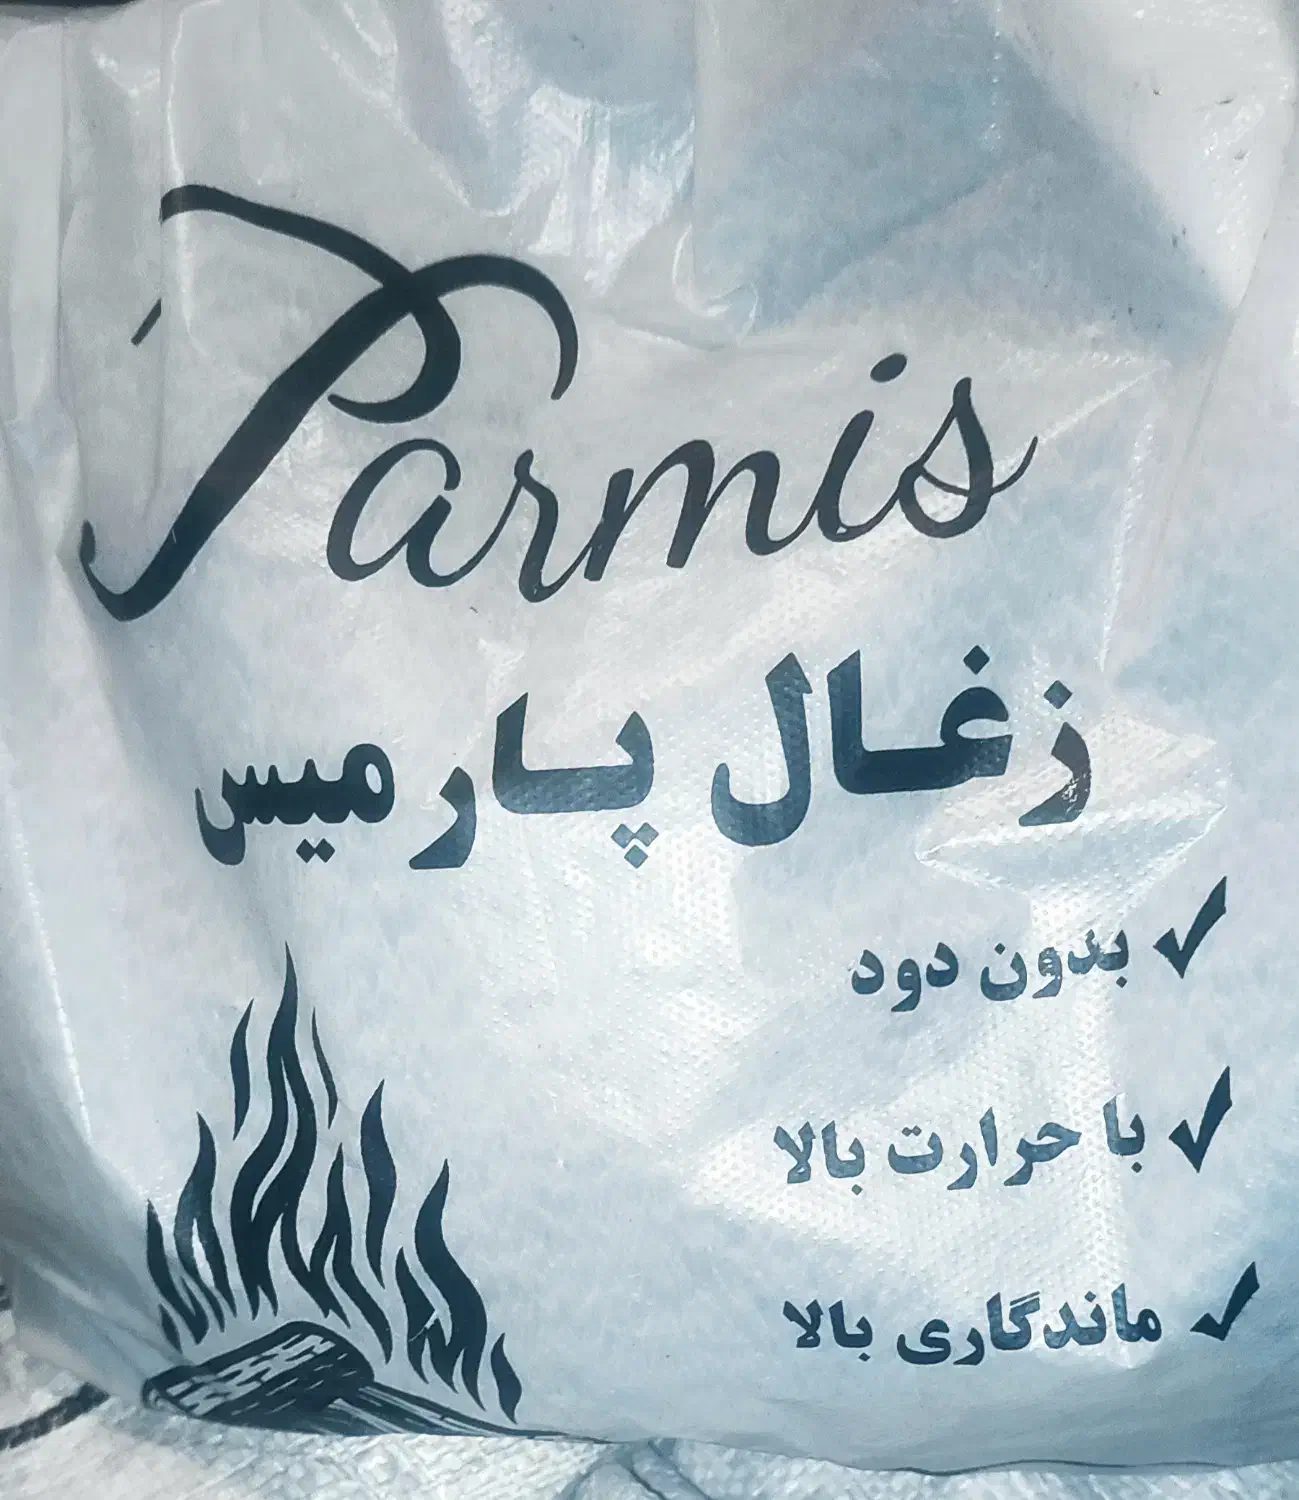 Parmis
زغال پارمیس
✓ بدون دود
✓ با حرارت بالا
✓ ماندگاری بالا